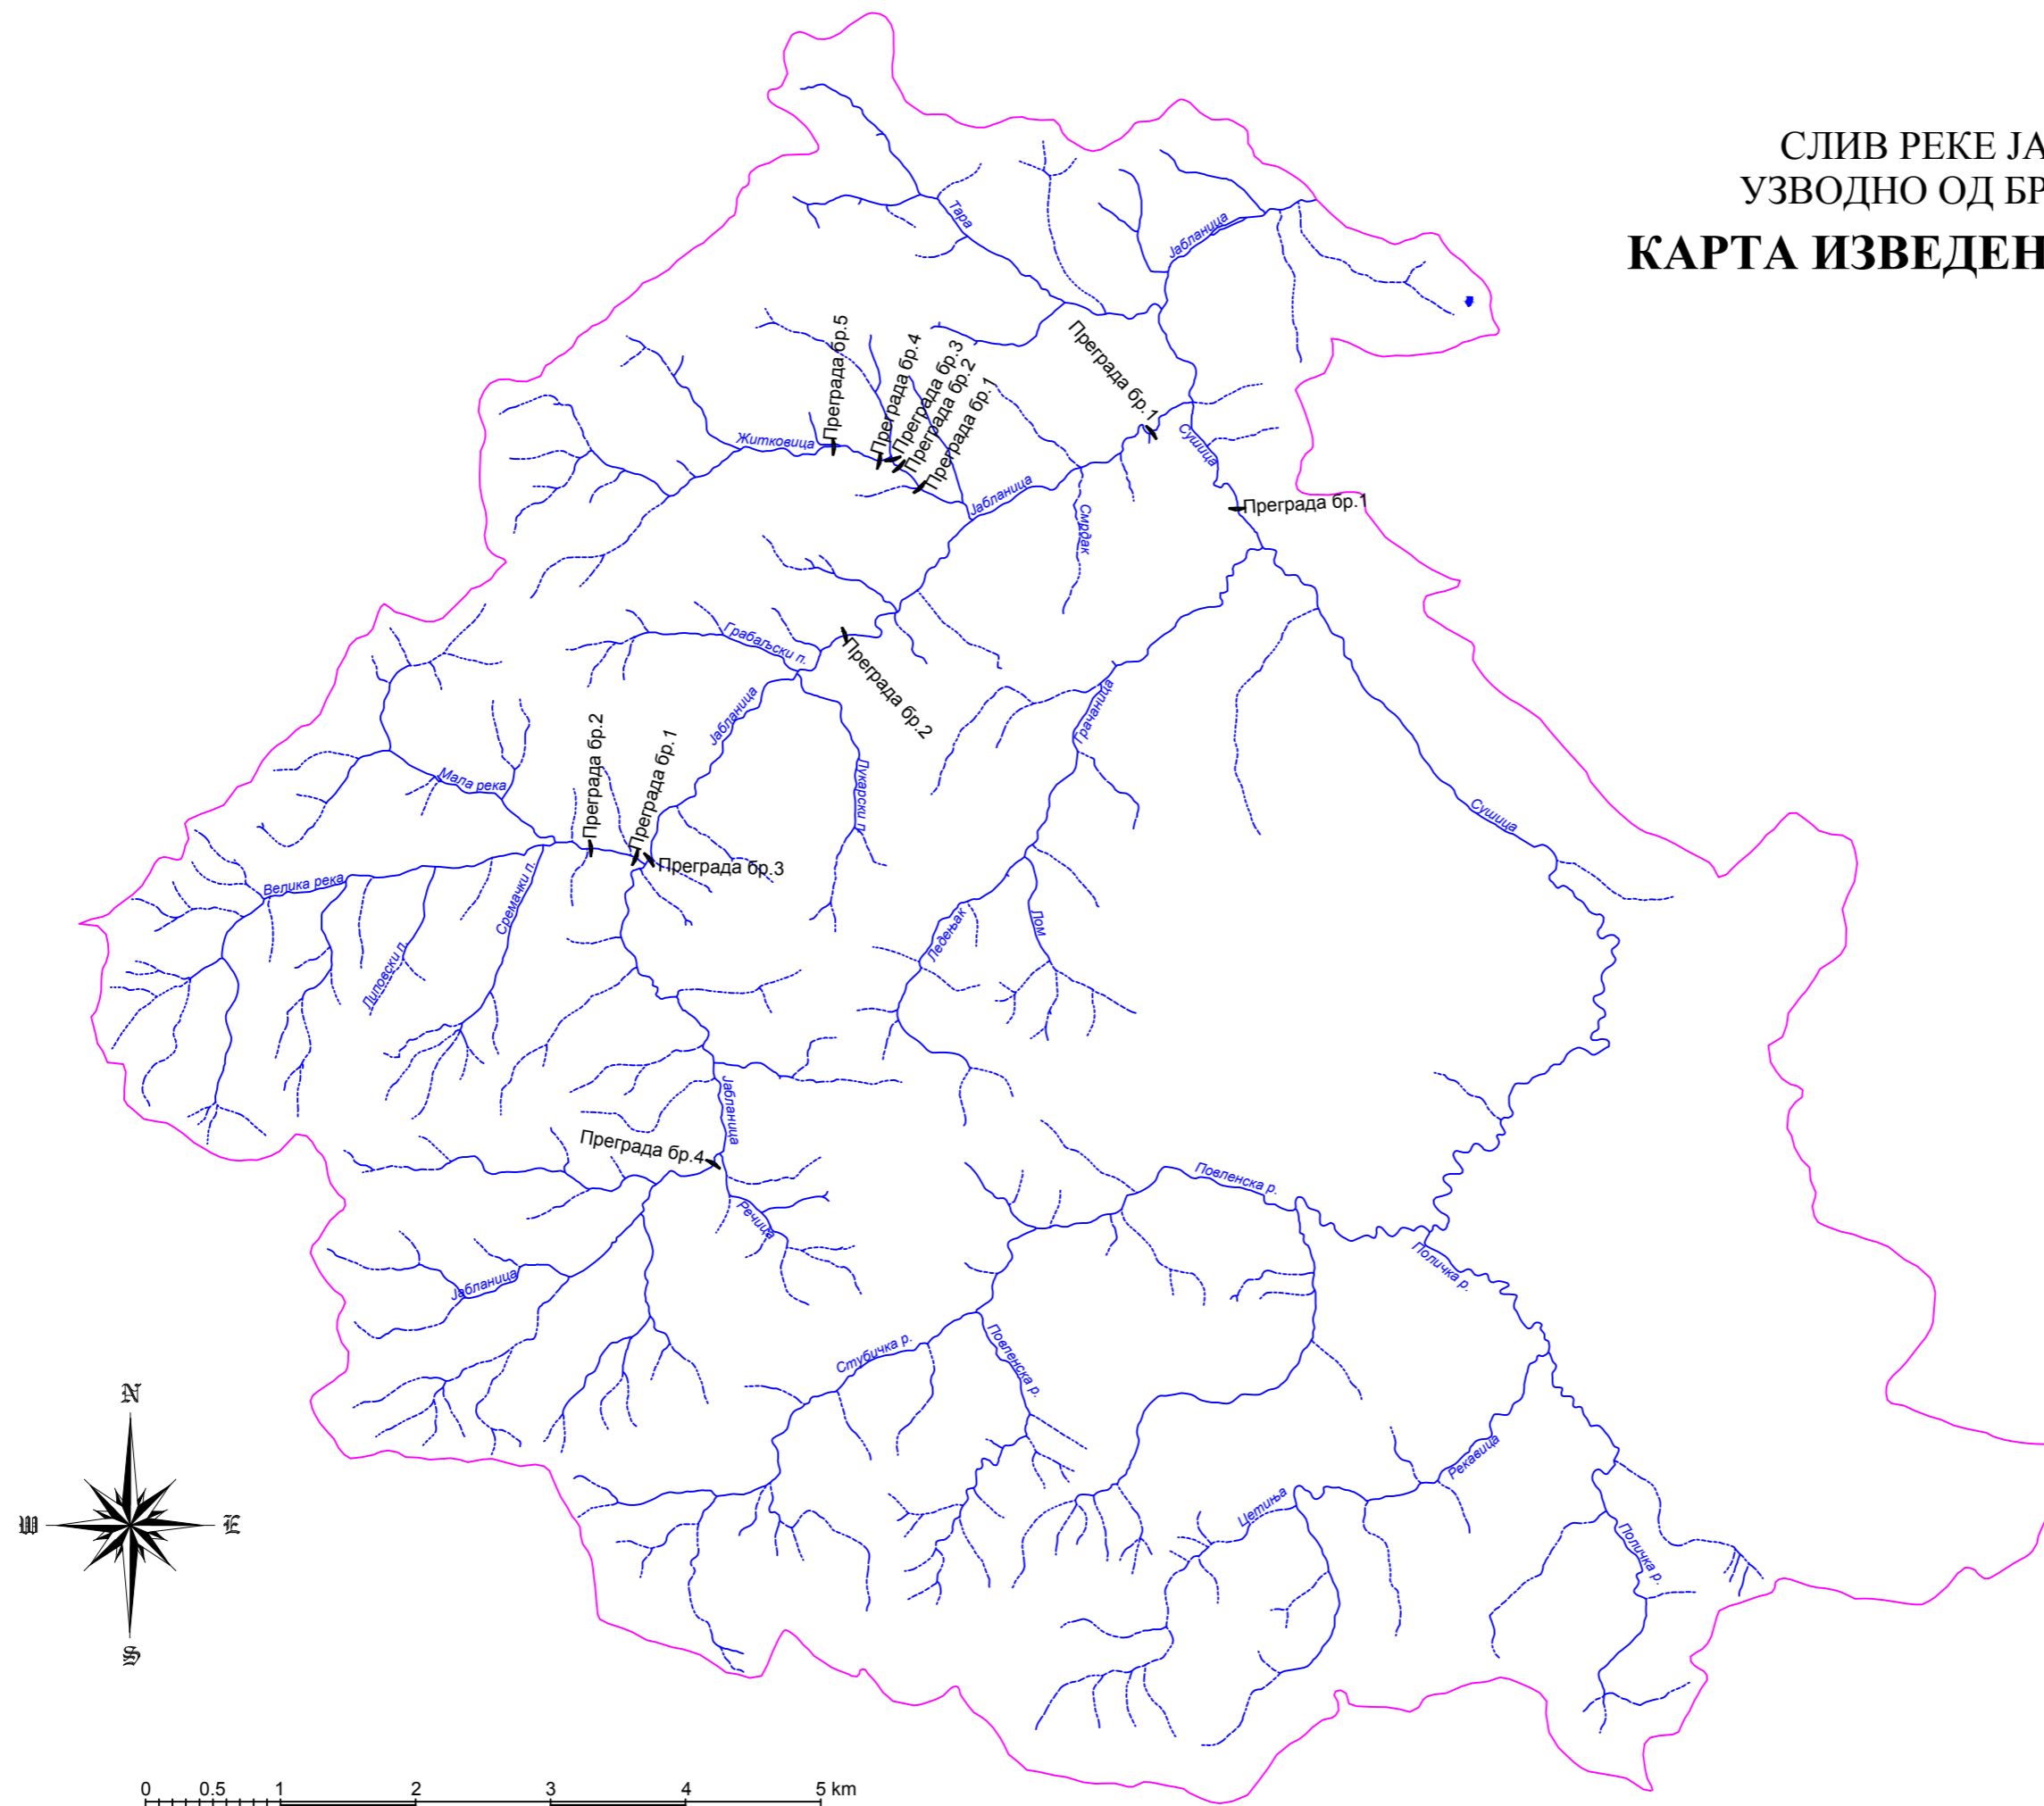 СЛИВ РЕКЕ ЈА
УЗВОДНО ОД БР
КАРТА ИЗВЕДЕН
Тара
Јабланица
Преграда бр.5
Преграда бр.4
Преграда бр.3
Преграда бр.2
Преграда бр.1
Преграда бр.1
Житковица
Сушица
Јабланица
Смрдак
Преграда бр.1
Грабаљски п.
Преграда бр.2
Јабланица
Грачаница
Преграда бр.2
Преграда бр.1
Лукарски п.
Мала река
Сушица
Преграда бр.3
Велика река
Сремачки п.
Липовски п.
Ледењак
Лом
Јабланица
Преграда бр.4
Речица
Повленска р.
Поличка р.
Јабланица
Стубичка р.
Повленска р.
Рекавица
Цетиња
Поличка р.
N
W
E
S
0 0.5 1 2 3 4 5 km